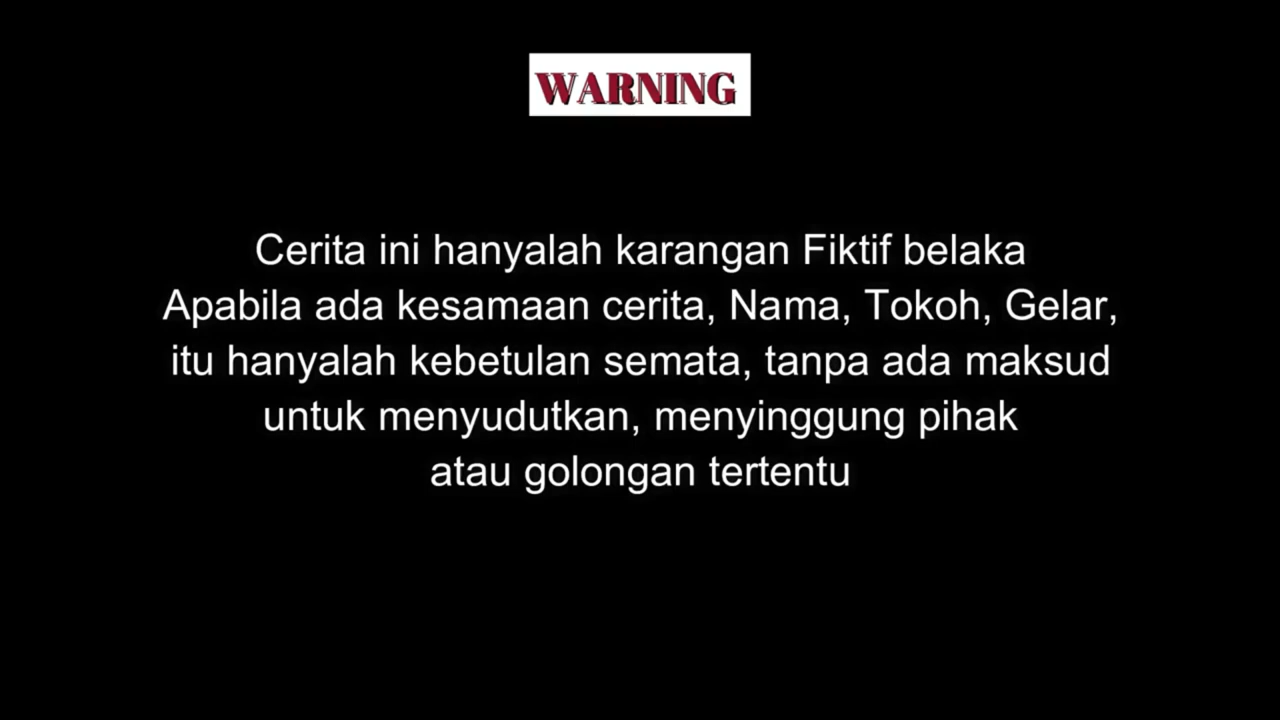 WARNING
Cerita ini hanyalah karangan Fiktif belaka
Apabila ada kesamaan cerita, Nama, Tokoh, Gelar,
itu hanyalah kebetulan semata, tanpa ada maksud
untuk menyudutkan, menyinggung pihak
atau golongan tertentu